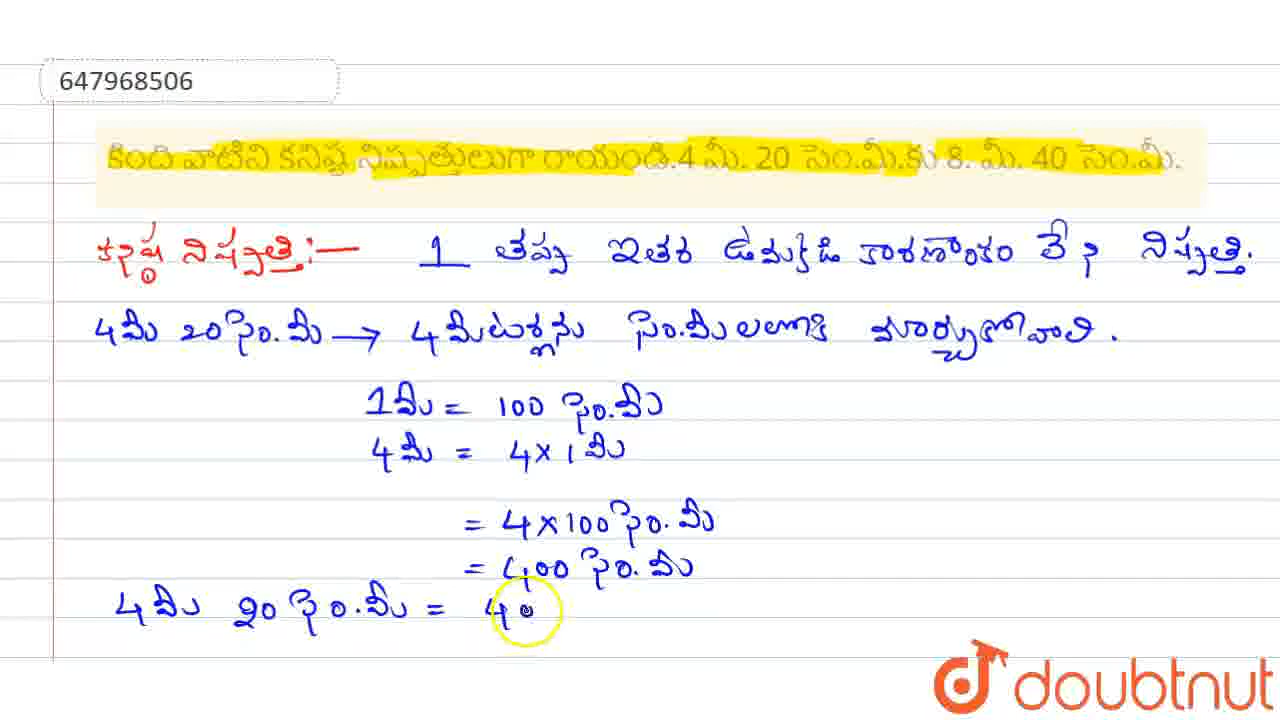 647968506
కింది వాటిని కనిష్ట నిష్పత్తులుగా రాయండి.4 మీ. 20 సెం.మీ.కు 8. మీ. 40 సెం.మీ.
కనిష్ఠ నిష్పత్తి :— 1 తప్ప ఇతర ఉమ్మడి కారణాంకం లేని నిష్పత్తి.
4మీ 20సెం.మీ → 4మీటర్లను సెం.మీలలోకి మార్చుకోవాలి.
1మీ = 100 సెం.మీ
4మీ = 4×1మీ
= 4×100సెం.మీ
= 400 సెం.మీ
4మీ 20 సెం.మీ = 40
doubtnut